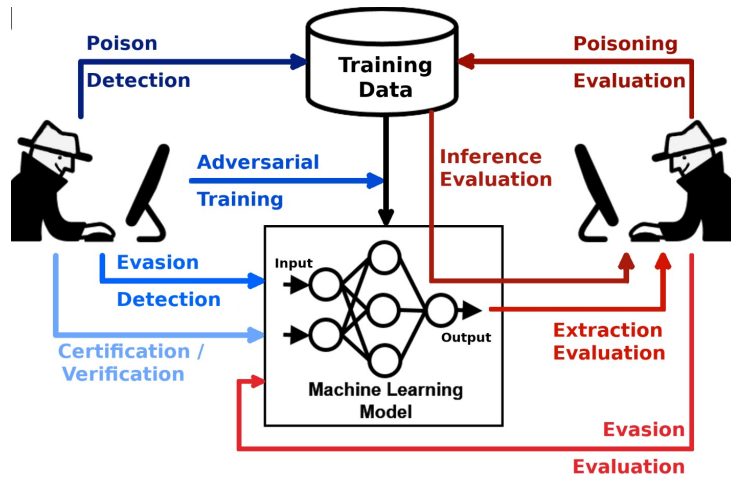 Poison
Detection
Training
Data
Poisoning
Evaluation
Adversarial
Training
Inference
Evaluation
Evasion
Detection
Input
Output
Certification /
Verification
Extraction
Evaluation
Machine Learning
Model
Evasion
Evaluation